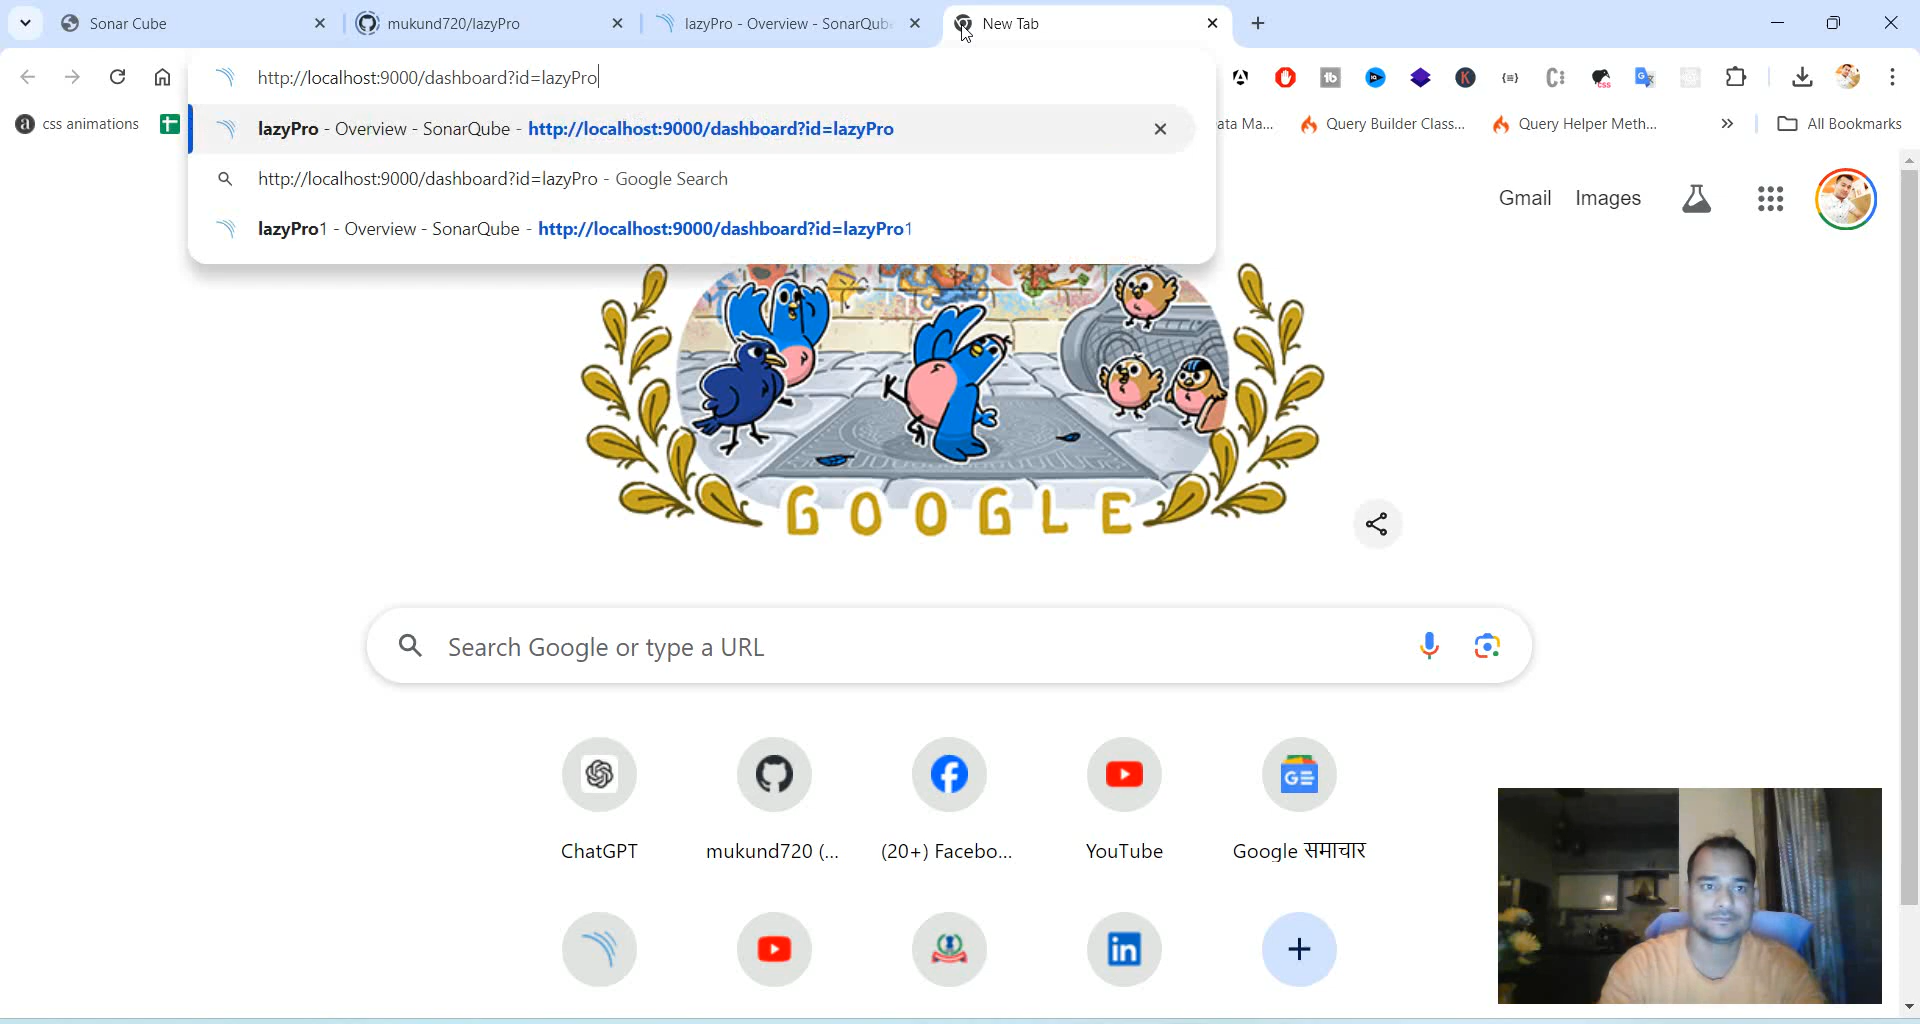 Sonar Cube
mukund720/lazyPro
lazyPro - Overview - SonarQube
New Tab
http://localhost:9000/dashboard?id=lazyPro
css animations
ata Ma...
Query Builder Class...
Query Helper Meth...
All Bookmarks
lazyPro - Overview - SonarQube - http://localhost:9000/dashboard?id=lazyPro
http://localhost:9000/dashboard?id=lazyPro - Google Search
lazyPro1 - Overview - SonarQube - http://localhost:9000/dashboard?id=lazyPro1
Gmail Images
GOOGLE
Search Google or type a URL
ChatGPT
mukund720 (...
(20+) Facebo...
YouTube
Google समाचार